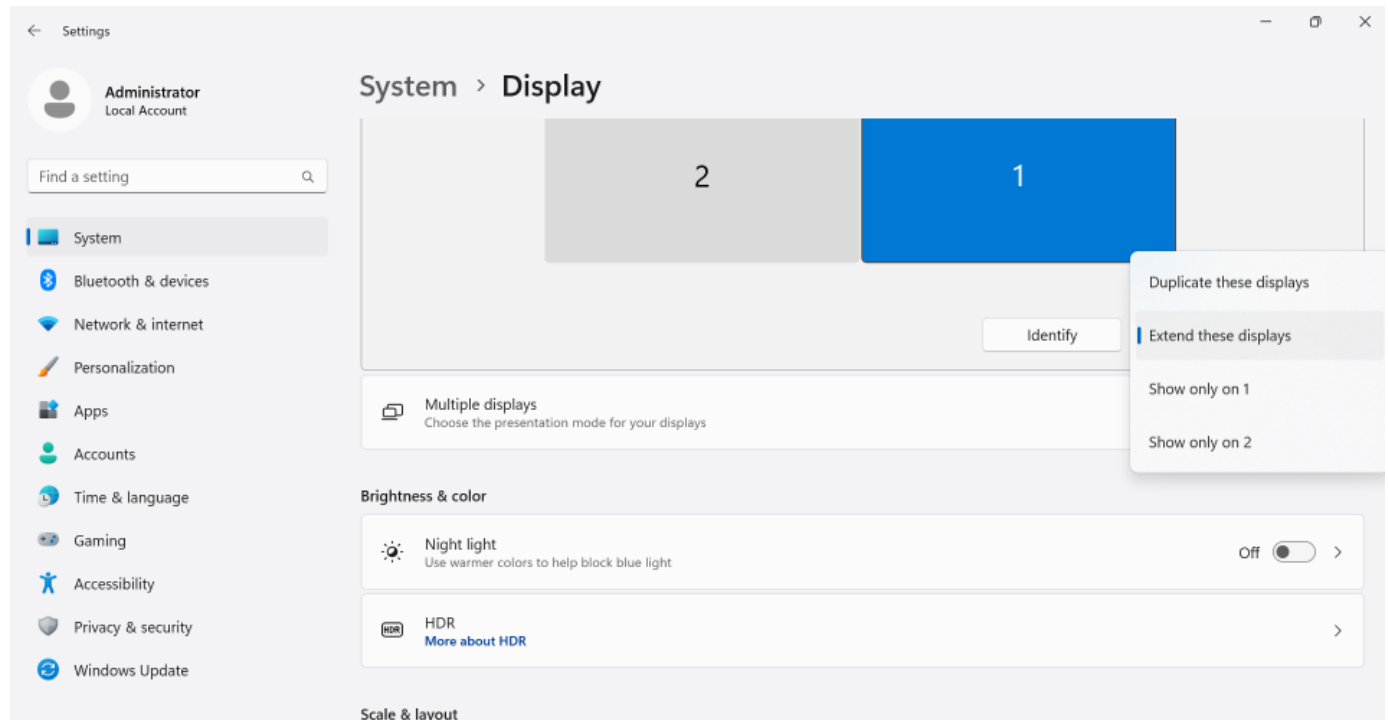 Settings
Administrator
Local Account
Find a setting
System
Bluetooth & devices
Network & internet
Personalization
Apps
Accounts
Time & language
Gaming
Accessibility
Privacy & security
Windows Update
System > Display
2
1
Identify
Duplicate these displays
Extend these displays
Show only on 1
Show only on 2
Multiple displays
Choose the presentation mode for your displays
Brightness & color
Night light
Use warmer colors to help block blue light
Off
HDR
HDR
More about HDR
Scale & layout